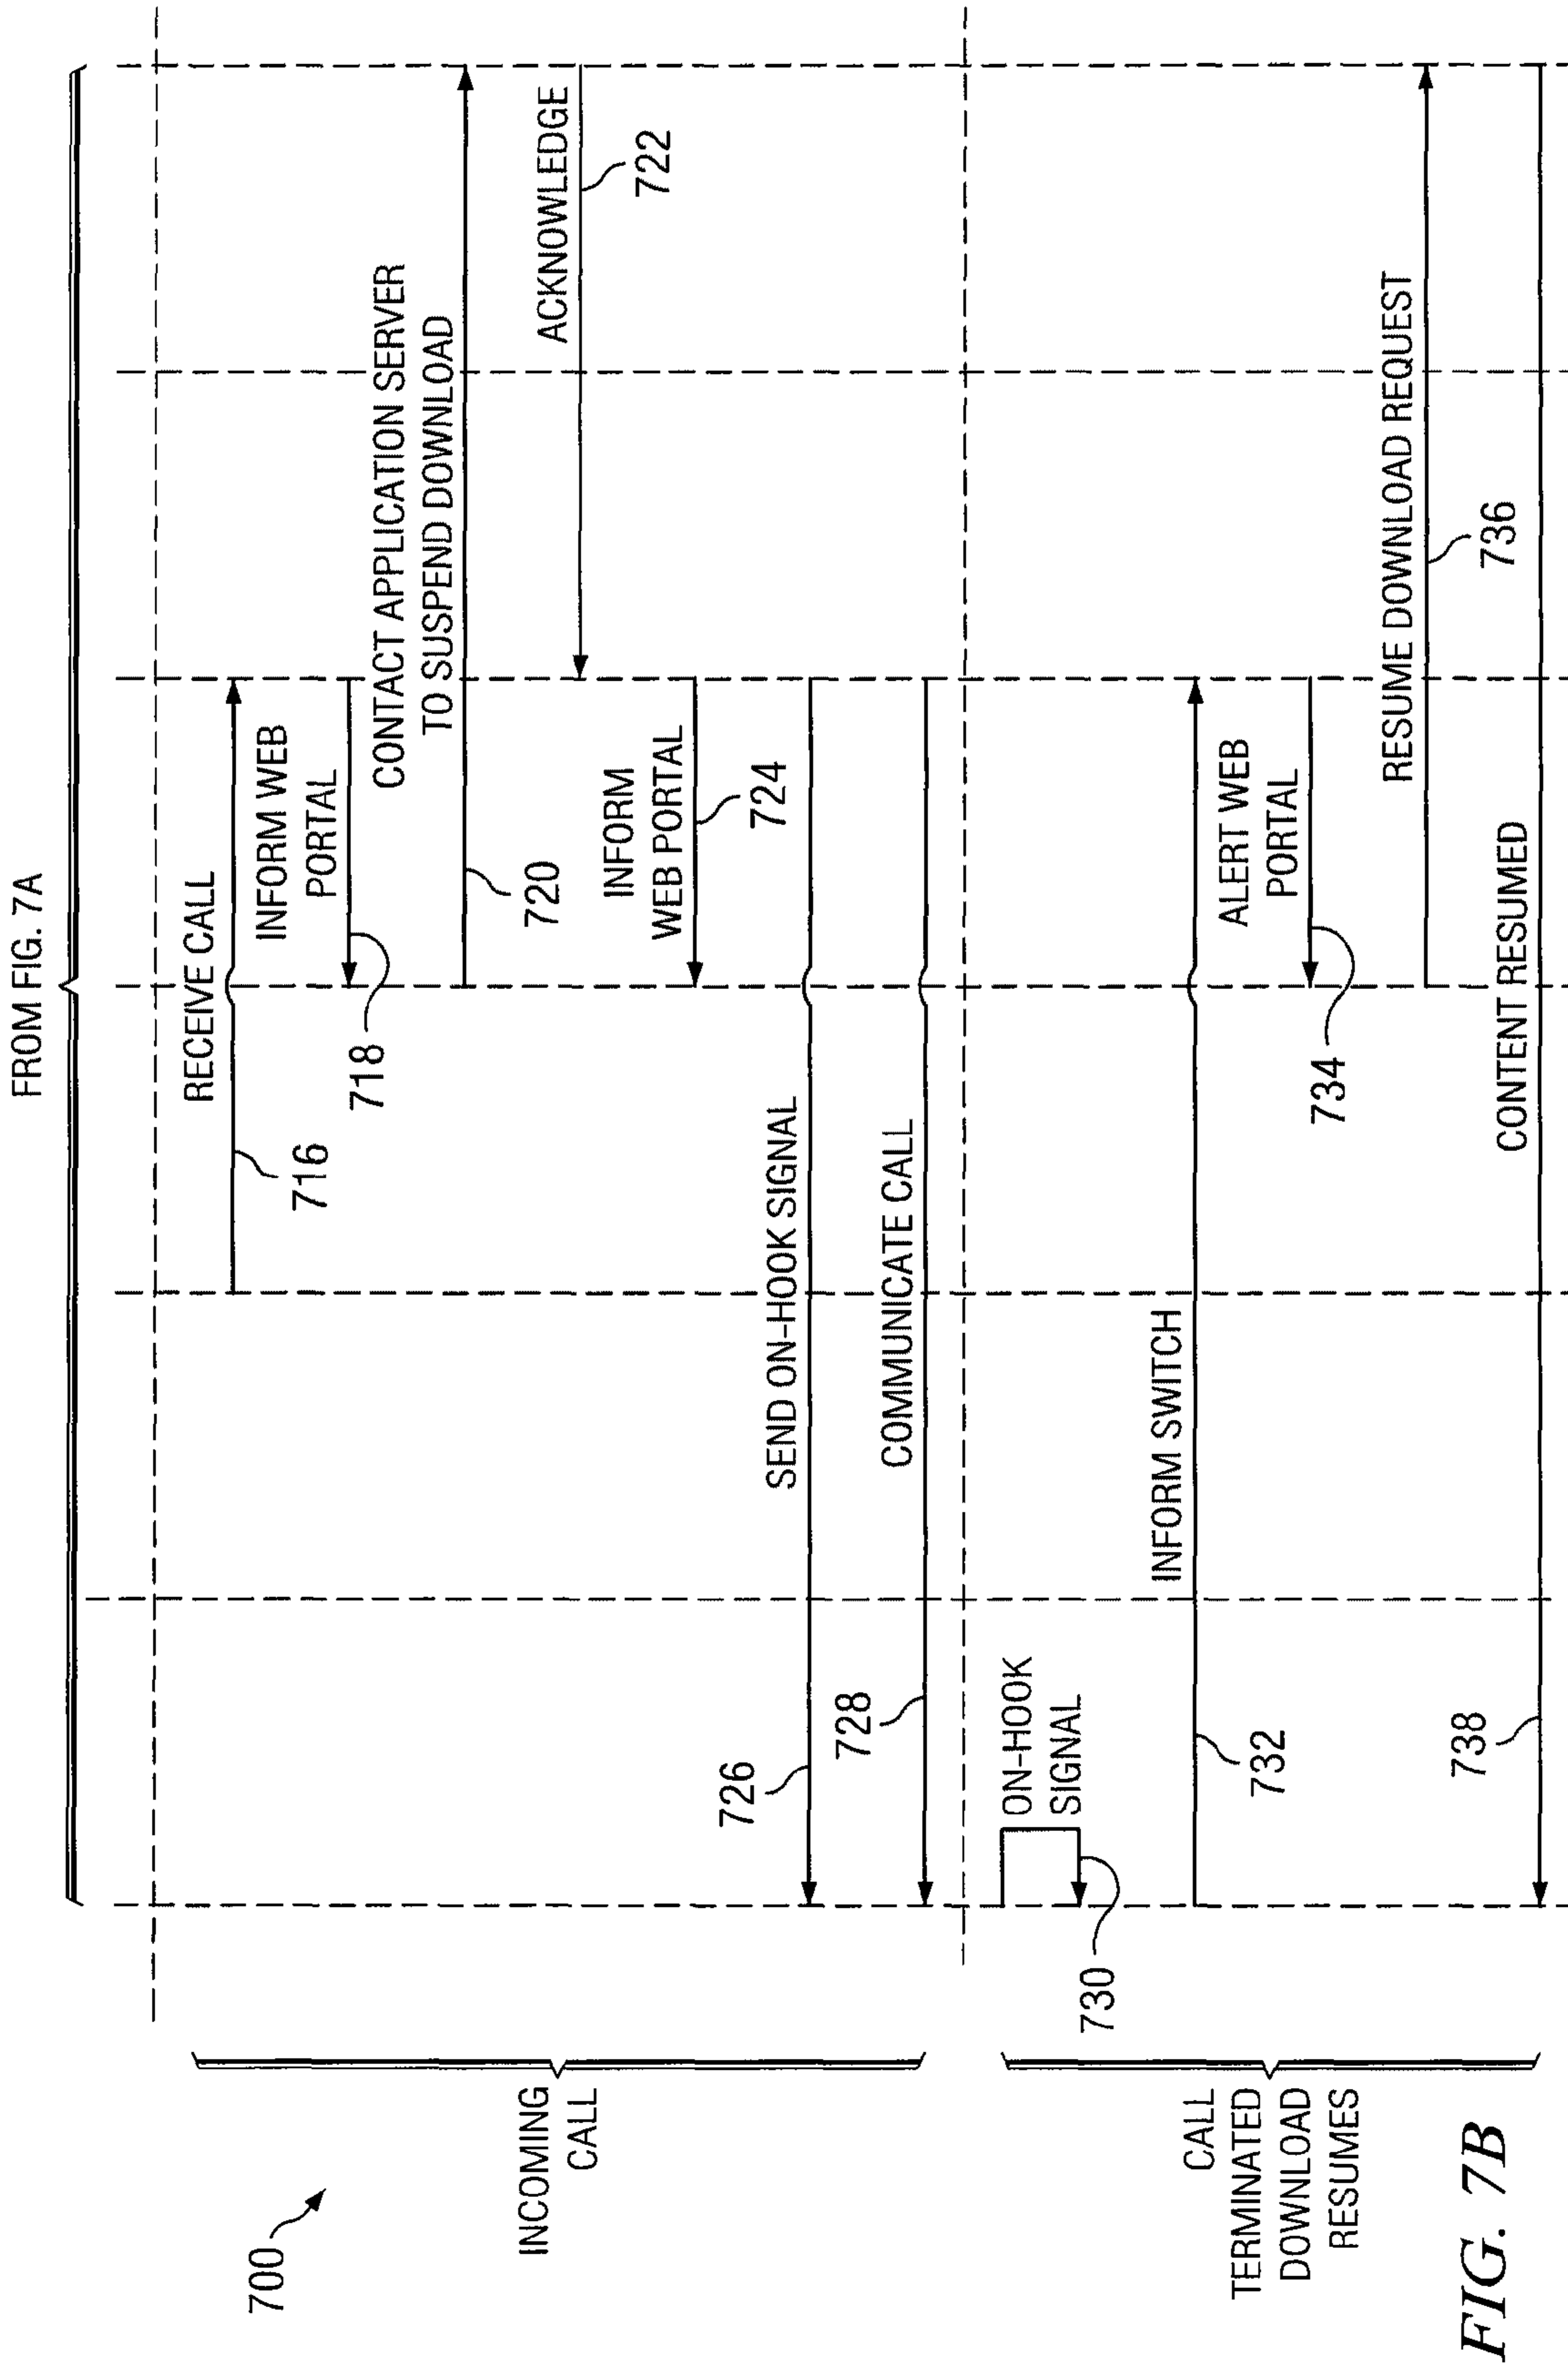 FROM FIG. 7A
700
INCOMING
CALL
RECEIVE CALL
716
INFORM WEB
PORTAL
718
CONTACT APPLICATION SERVER
TO SUSPEND DOWNLOAD
720
ACKNOWLEDGE
722
INFORM
WEB PORTAL
724
SEND ON-HOOK SIGNAL
726
COMMUNICATE CALL
728
CALL
TERMINATED
DOWNLOAD
RESUMES
ON-HOOK
SIGNAL
730
INFORM SWITCH
732
ALERT WEB
PORTAL
734
RESUME DOWNLOAD REQUEST
736
CONTENT RESUMED
738
FIG. 7B